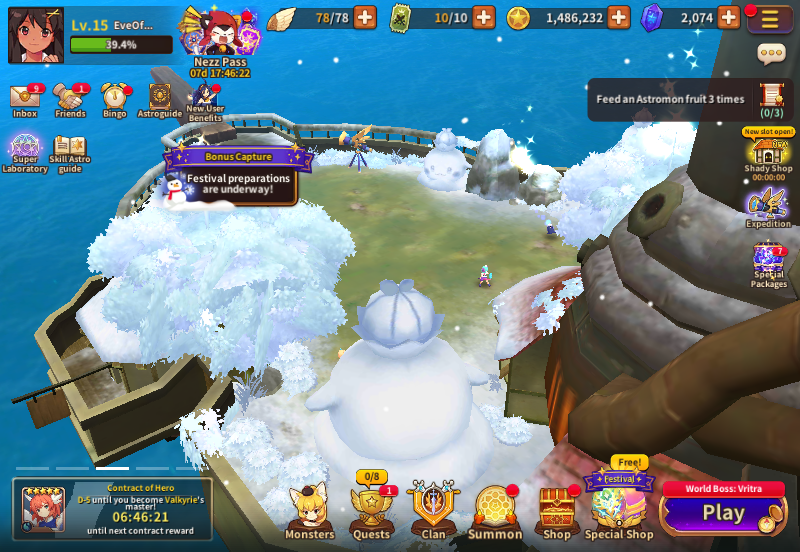 Lv.15 EveOf...
39.4%
Nezz Pass
07d 17:46:22
78/78
10/10
1,486,232
2,074
9
Inbox
1
Friends
Bingo
Astroguide
New User
Benefits
Super
Laboratory
Skill/Astro
guide
Bonus Capture
Festival preparations
are underway!
Feed an Astromon fruit 3 times
(0/3)
New slot open!
Shady Shop
00:00:00
Expedition
7
Special
Packages
Contract of Hero
D-5 until you become Valkyrie's
master!
06:46:21
until next contract reward
Monsters
0/8
1
Quests
Clan
Summon
Shop
Free!
Festival
Special Shop
World Boss: Vritra
Play